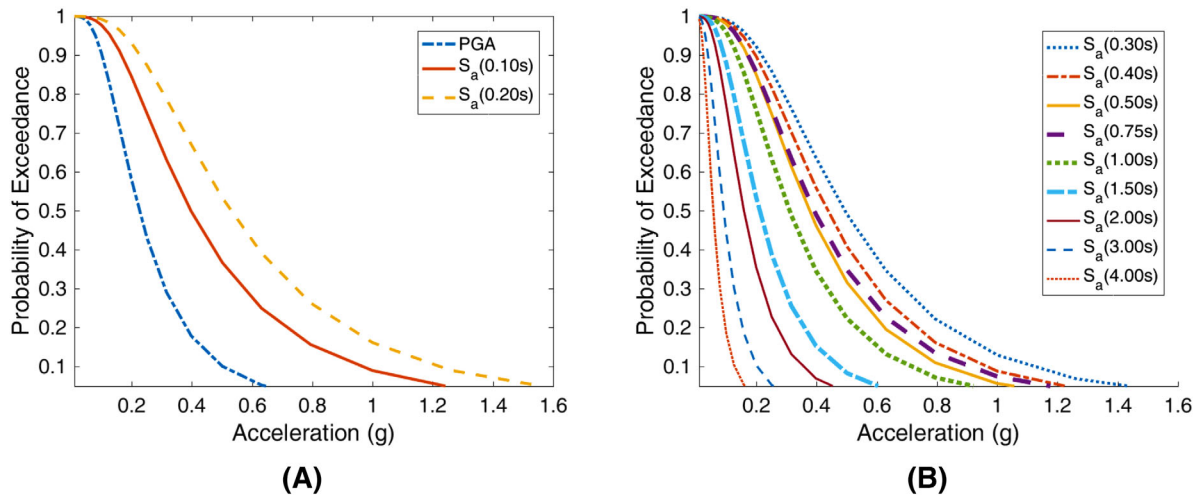 Probability of Exceedance
1
0.9
0.8
0.7
0.6
0.5
0.4
0.3
0.2
0.1
PGA
Sa(0.10s)
Sa(0.20s)
0.2 0.4 0.6 0.8 1 1.2 1.4 1.6
Acceleration (g)
(A)
Probability of Exceedance
1
0.9
0.8
0.7
0.6
0.5
0.4
0.3
0.2
0.1
Sa(0.30s)
Sa(0.40s)
Sa(0.50s)
Sa(0.75s)
Sa(1.00s)
Sa(1.50s)
Sa(2.00s)
Sa(3.00s)
Sa(4.00s)
0.2 0.4 0.6 0.8 1 1.2 1.4 1.6
Acceleration (g)
(B)